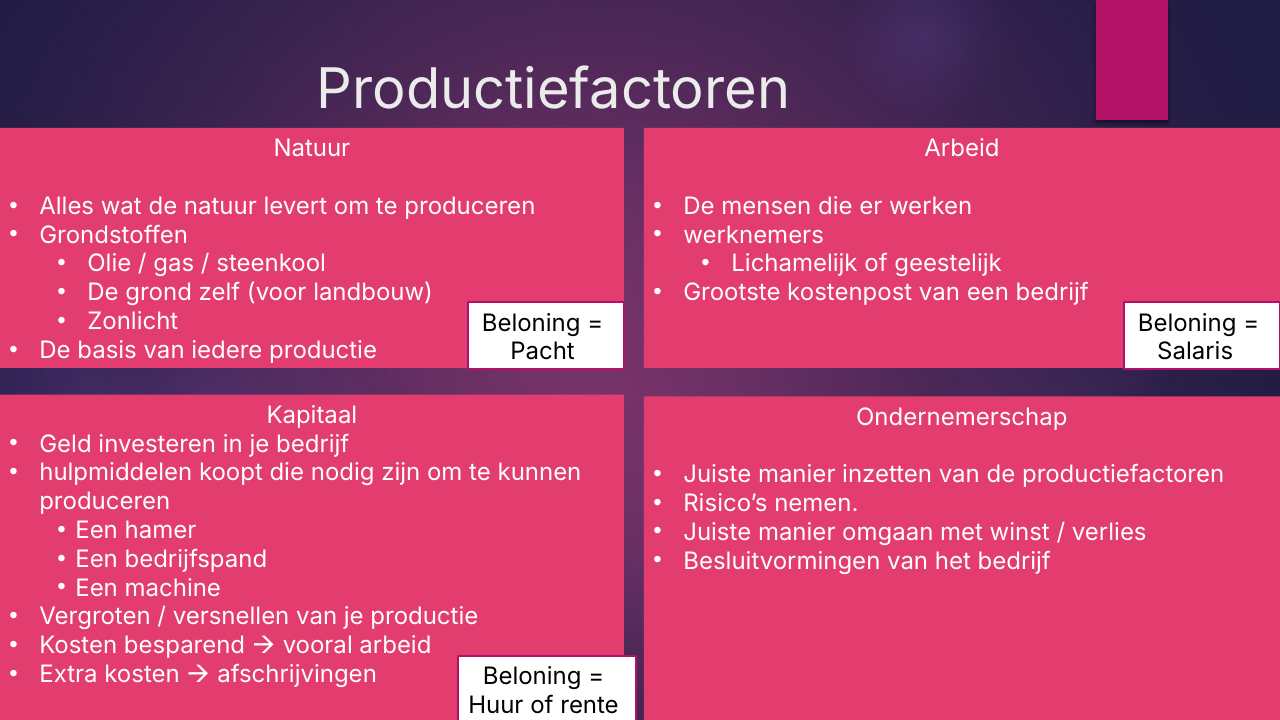 Productiefactoren
Natuur
• Alles wat de natuur levert om te produceren
• Grondstoffen
• Olie / gas / steenkool
• De grond zelf (voor landbouw)
• Zonlicht
• De basis van iedere productie
Beloning =
Pacht
Arbeid
• De mensen die er werken
• werknemers
• Lichamelijk of geestelijk
• Grootste kostenpost van een bedrijf
Beloning =
Salaris
Kapitaal
• Geld investeren in je bedrijf
• hulpmiddelen koopt die nodig zijn om te kunnen
produceren
• Een hamer
• Een bedrijfspand
• Een machine
• Vergroten / versnellen van je productie
• Kosten besparend → vooral arbeid
• Extra kosten → afschrijvingen
Beloning =
Huur of rente
Ondernemerschap
• Juiste manier inzetten van de productiefactoren
• Risico’s nemen.
• Juiste manier omgaan met winst / verlies
• Besluitvormingen van het bedrijf